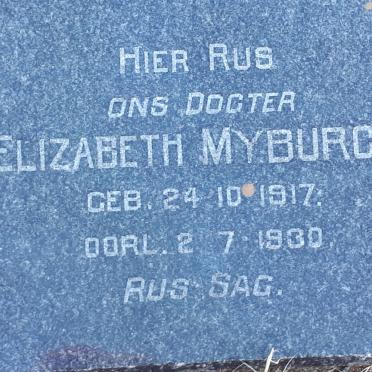 HIER RUS
ONS DOGTER
ELIZABETH MYBURG
GEB. 24 10 1917.
OORL. 2 7 1930.
RUS SAG.